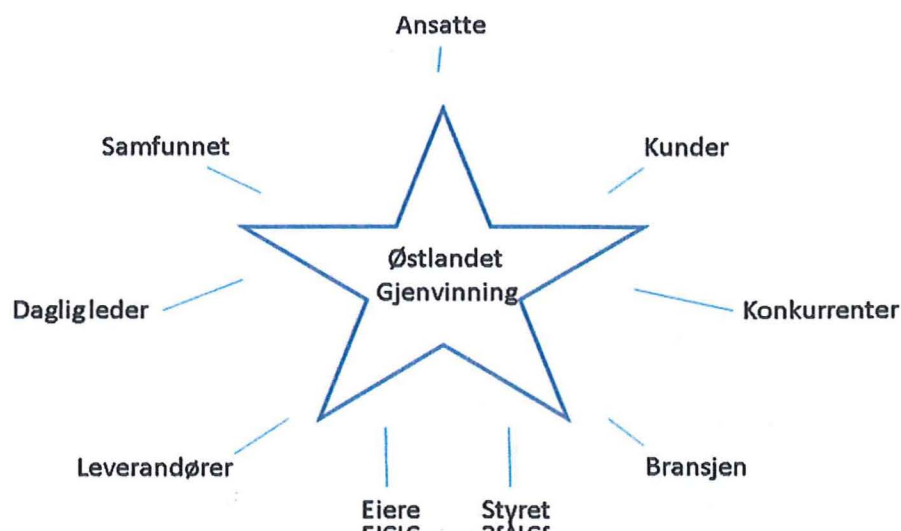 Ansatte
Samfunnet
Kunder
Østlandet
Gjenvinning
Dagligleder
Konkurrenter
Leverandører
Bransjen
Eiere
Styret